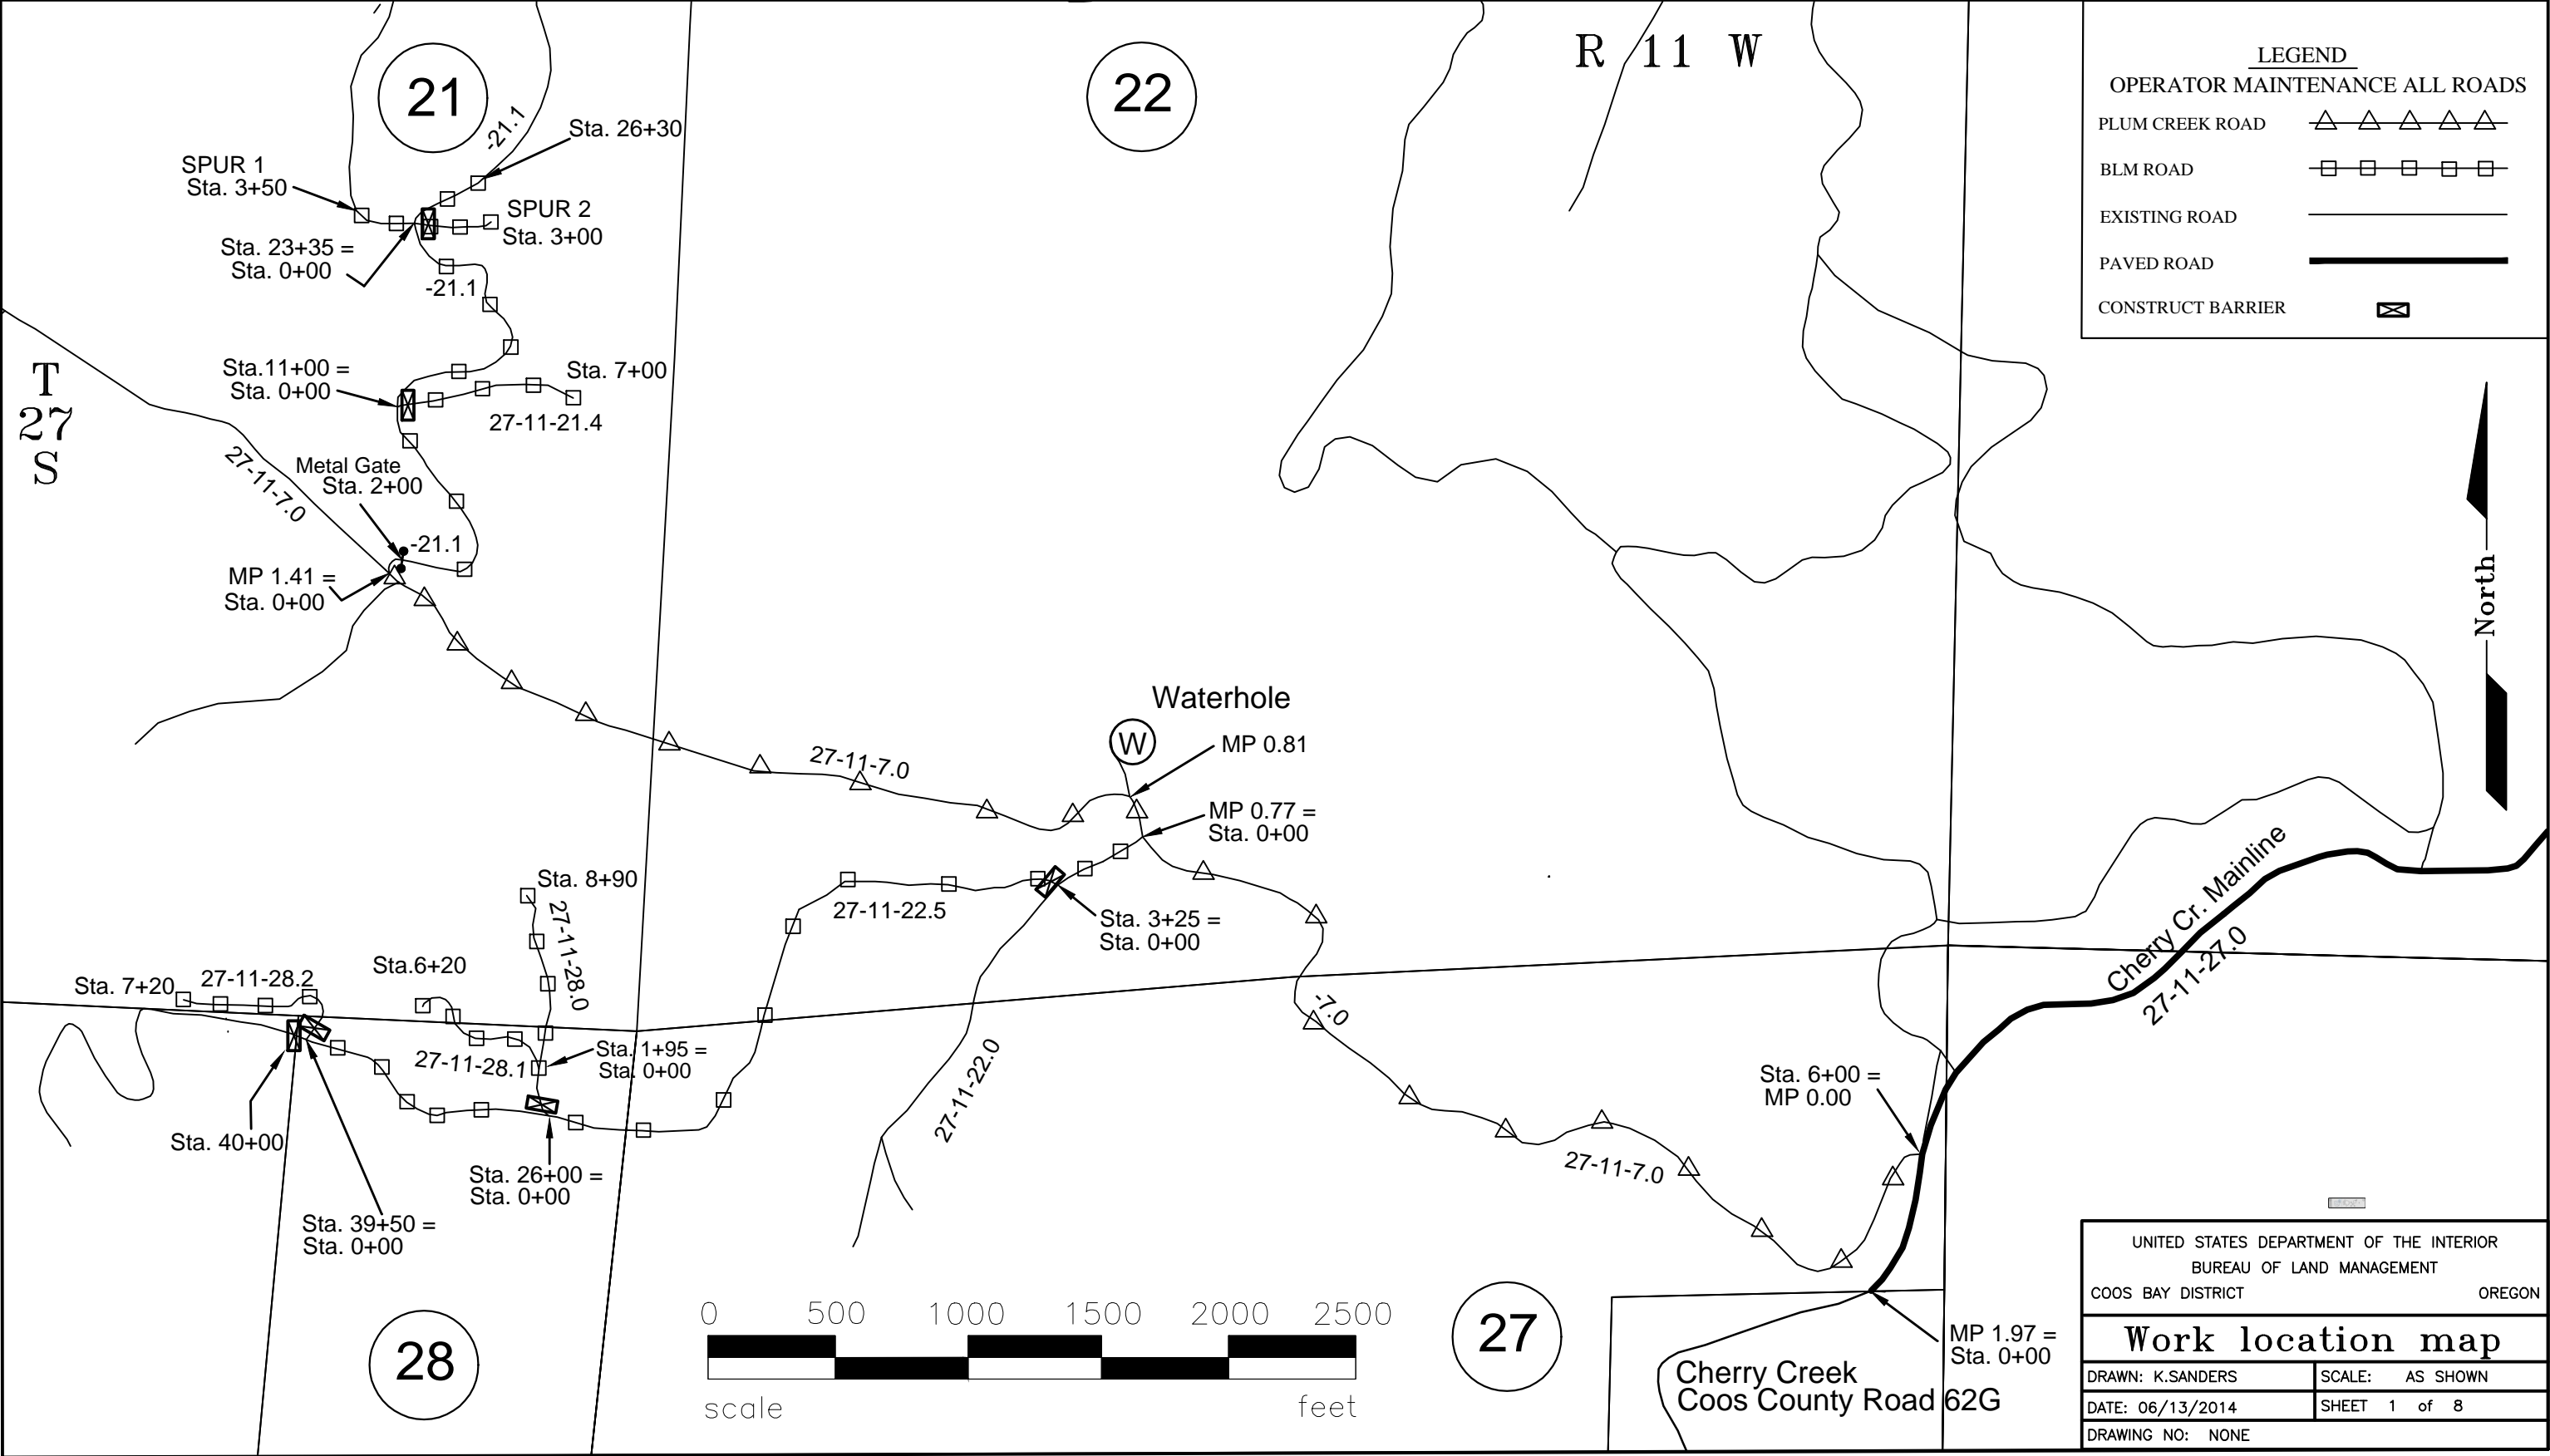 21
22
R 11 W
LEGEND
OPERATOR MAINTENANCE ALL ROADS
PLUM CREEK ROAD
BLM ROAD
EXISTING ROAD
PAVED ROAD
CONSTRUCT BARRIER
-21.1
Sta. 26+30
SPUR 1
Sta. 3+50
SPUR 2
Sta. 3+00
Sta. 23+35 =
Sta. 0+00
-21.1
T
27
S
Sta.11+00 =
Sta. 0+00
Sta. 7+00
27-11-21.4
27-11-7.0
Metal Gate
Sta. 2+00
-21.1
MP 1.41 =
Sta. 0+00
North
Waterhole
W
MP 0.81
27-11-7.0
MP 0.77 =
Sta. 0+00
Sta. 8+90
27-11-28.0
27-11-22.5
Sta. 3+25 =
Sta. 0+00
Cherry Cr. Mainline
27-11-27.0
Sta. 7+20
27-11-28.2
Sta.6+20
-7.0
27-11-28.1
Sta. 1+95 =
Sta. 0+00
27-11-22.0
Sta. 6+00 =
MP 0.00
Sta. 40+00
Sta. 26+00 =
Sta. 0+00
27-11-7.0
Sta. 39+50 =
Sta. 0+00
28
0 500 1000 1500 2000 2500
scale feet
27
MP 1.97 =
Sta. 0+00
Cherry Creek
Coos County Road 62G
UNITED STATES DEPARTMENT OF THE INTERIOR
BUREAU OF LAND MANAGEMENT
COOS BAY DISTRICT OREGON
Work location map
DRAWN: K.SANDERS SCALE: AS SHOWN
DATE: 06/13/2014 SHEET 1 of 8
DRAWING NO: NONE